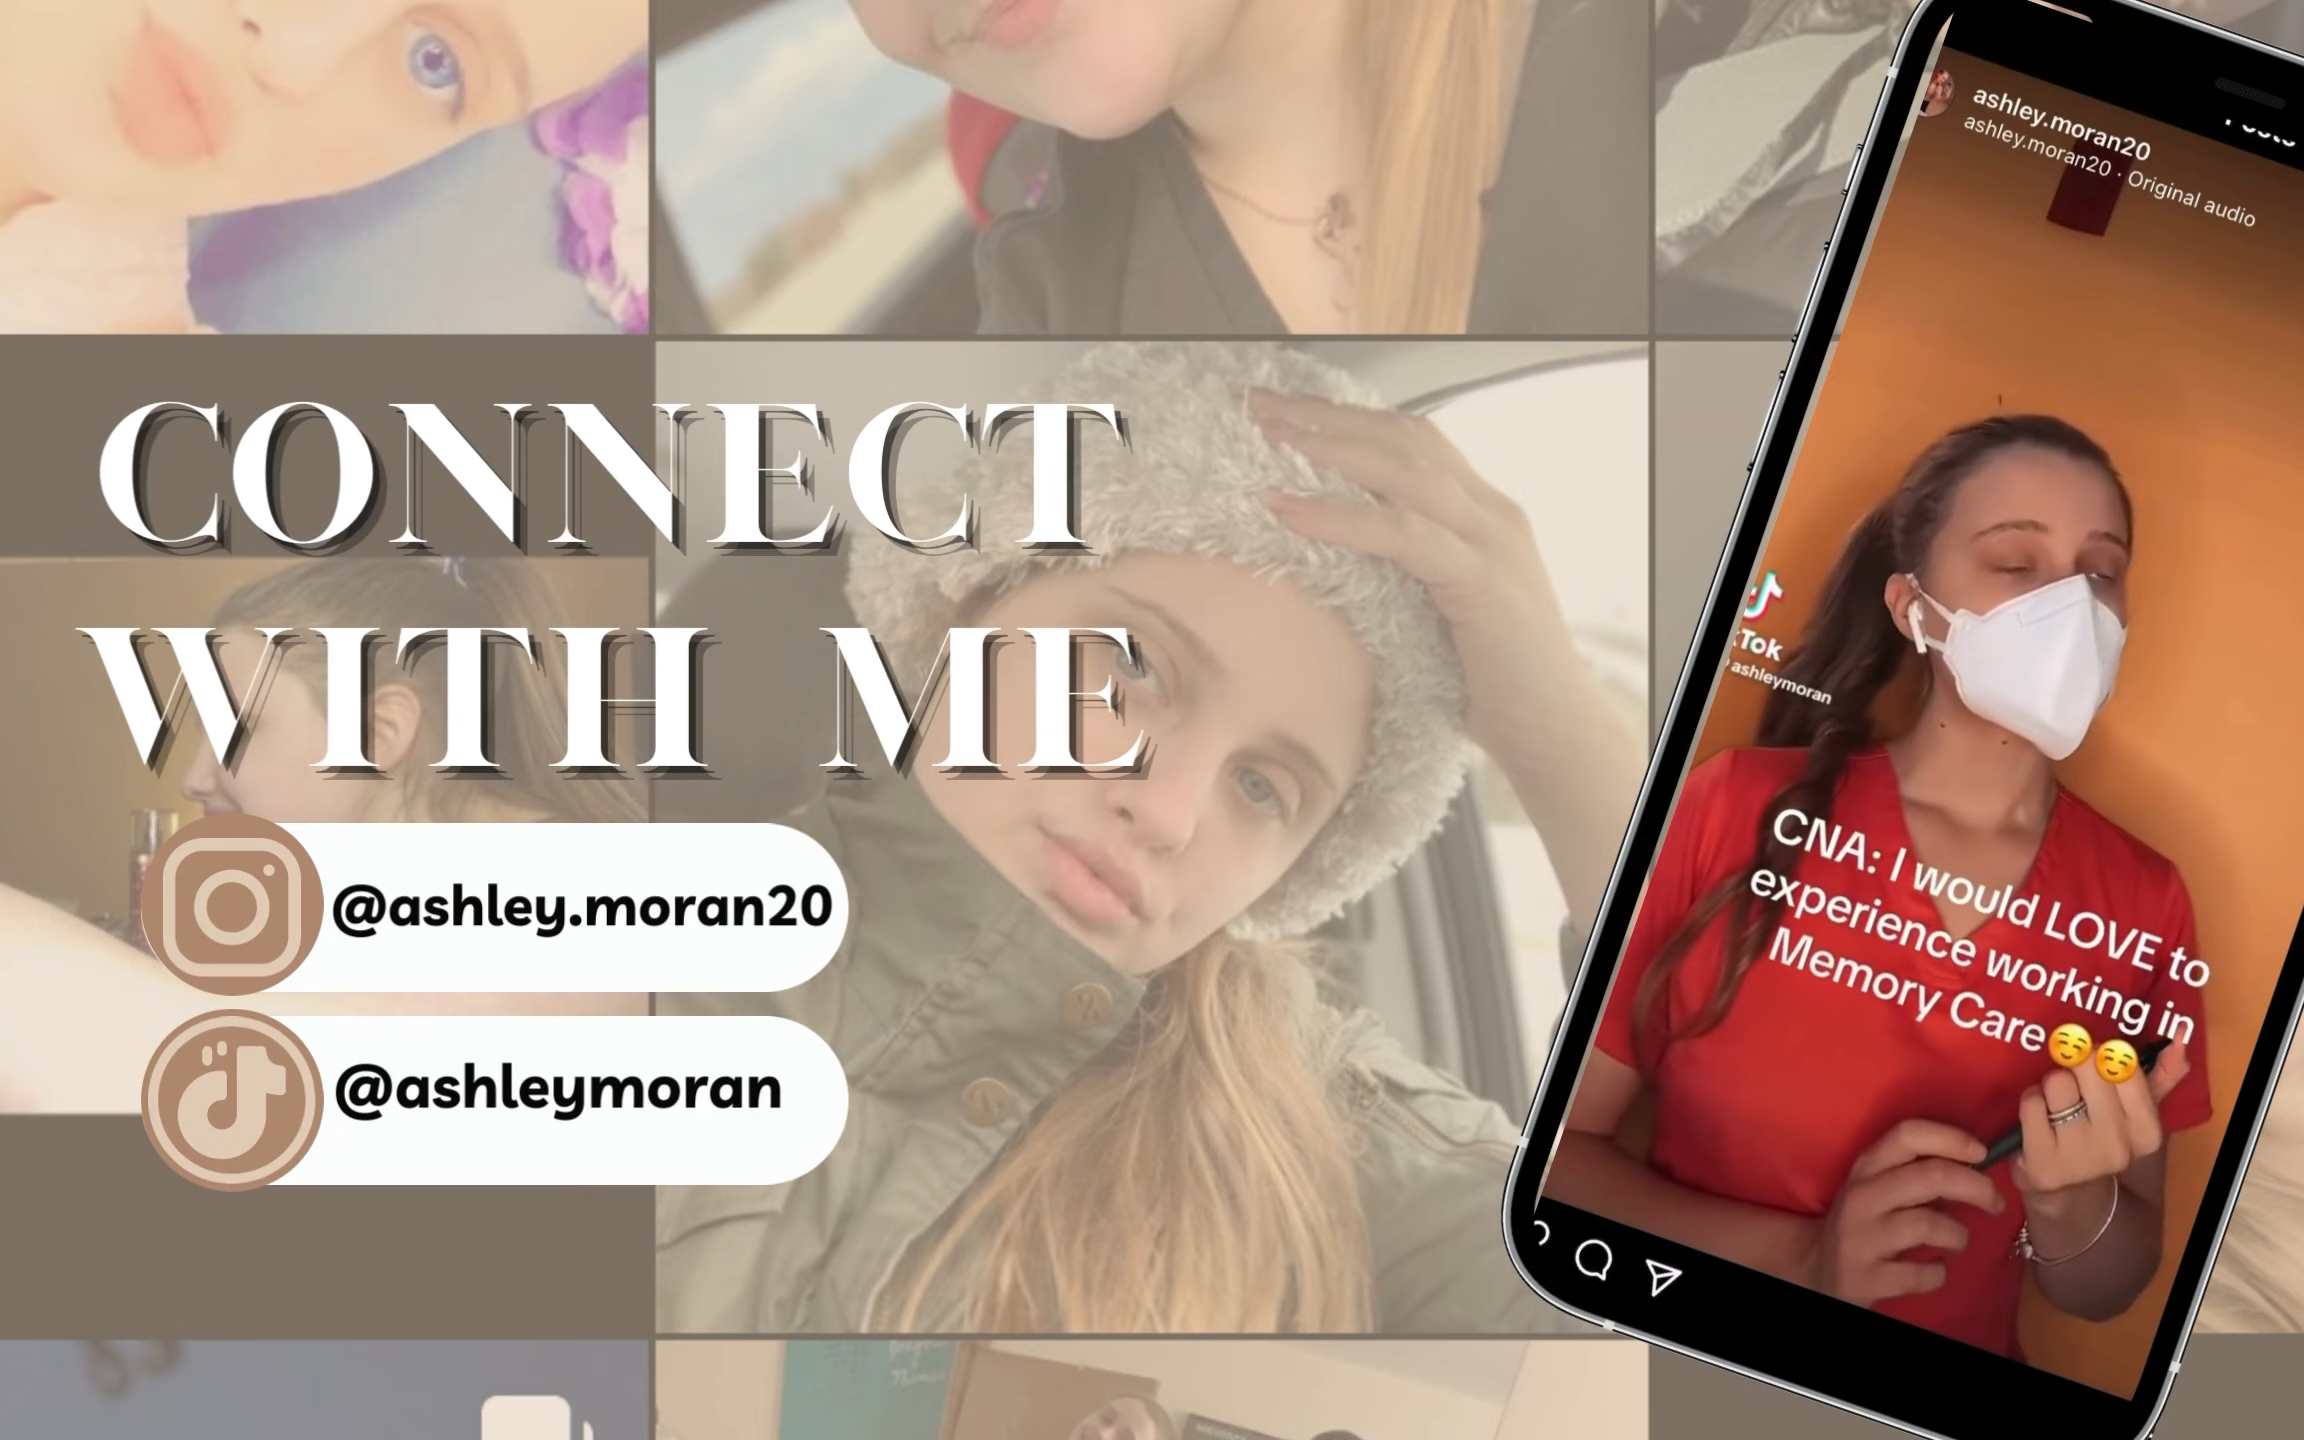 CONNECT
WITH ME
@ashley.moran20
@ashleymoran
ashley.moran20
ashley.moran20 · Original audio
kTok
ashleymoran
CNA: I would LOVE to
experience working in
Memory Care☺️☺️